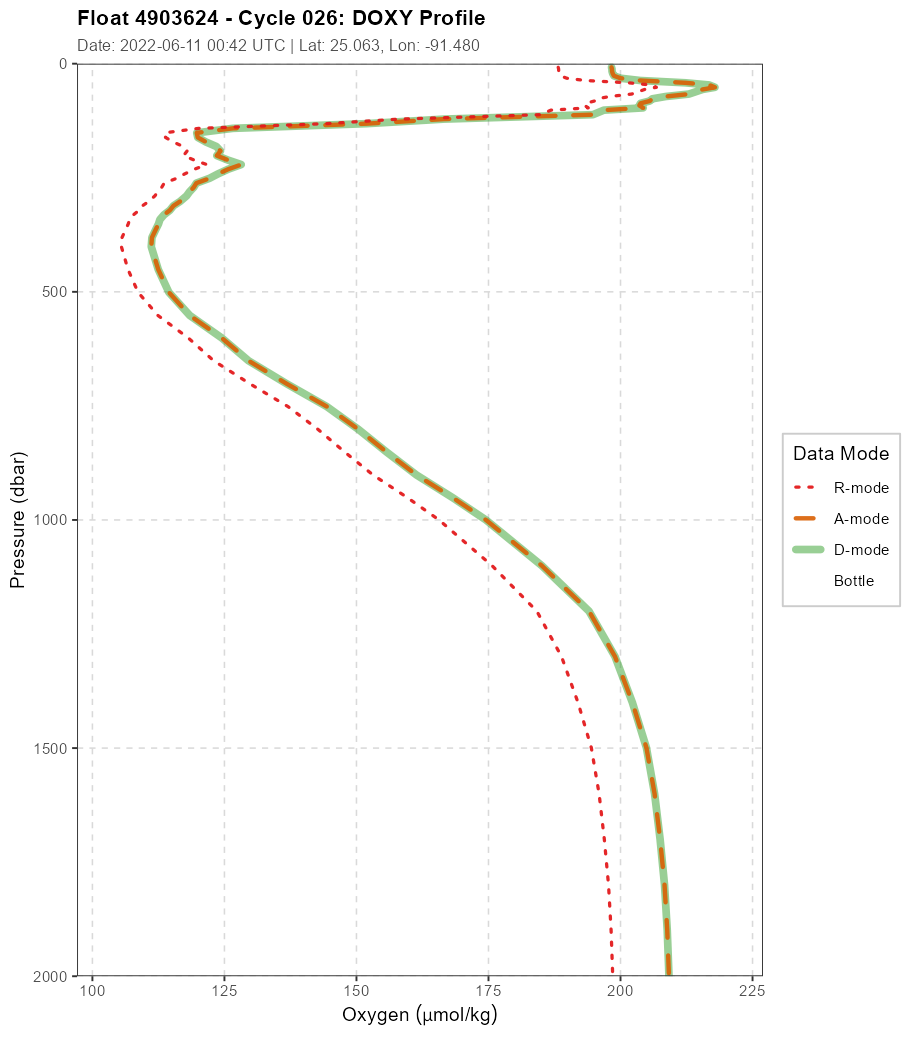 Float 4903624 - Cycle 026: DOXY Profile
Date: 2022-06-11 00:42 UTC | Lat: 25.063, Lon: -91.480
0
500
1000
1500
2000
Pressure (dbar)
100 125 150 175 200 225
Oxygen (µmol/kg)
Data Mode
R-mode
A-mode
D-mode
Bottle